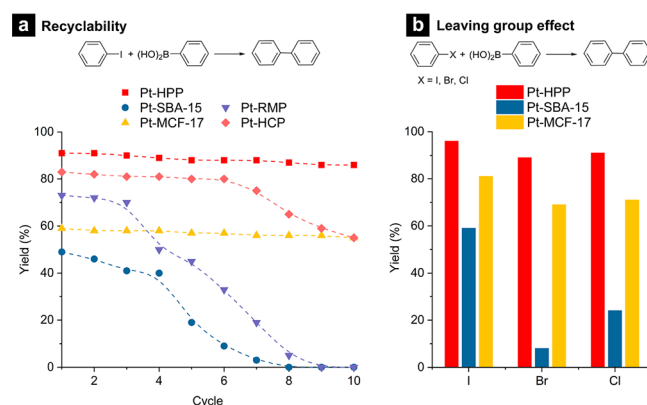 a Recyclability
I + (HO)₂B
Pt-HPP
Pt-SBA-15
Pt-RMP
Pt-MCF-17
Pt-HCP
100
80
60
40
20
0
Yield (%)
2 4 6 8 10
Cycle
b Leaving group effect
X + (HO)₂B
X = I, Br, Cl
Pt-HPP
Pt-SBA-15
Pt-MCF-17
100
80
60
40
20
0
Yield (%)
I Br Cl